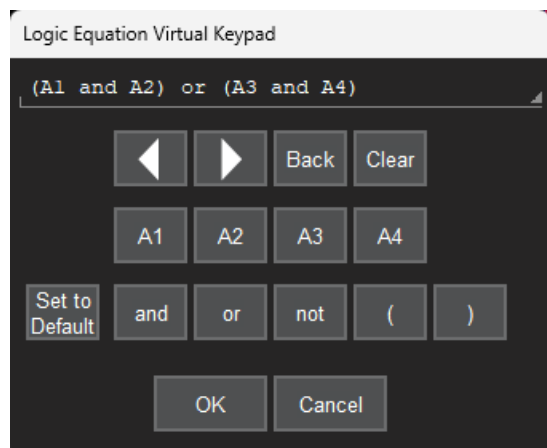 Logic Equation Virtual Keypad
(A1 and A2) or (A3 and A4)
Back Clear
A1 A2 A3 A4
Set to
Default and or not ( )
OK Cancel